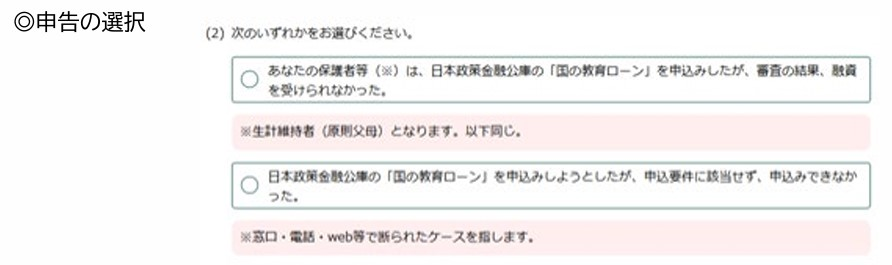 ◎申告の選択
(2) 次のいずれかをお選びください。
あなたの保護者等（※）は、日本政策金融公庫の「国の教育ローン」を申込みしたが、審査の結果、融資
を受けられなかった。
※生計維持者（原則父母）となります。以下同じ。
日本政策金融公庫の「国の教育ローン」を申込みしようとしたが、申込要件に該当せず、申込みできなか
った。
※窓口・電話・web等で断られたケースを指します。